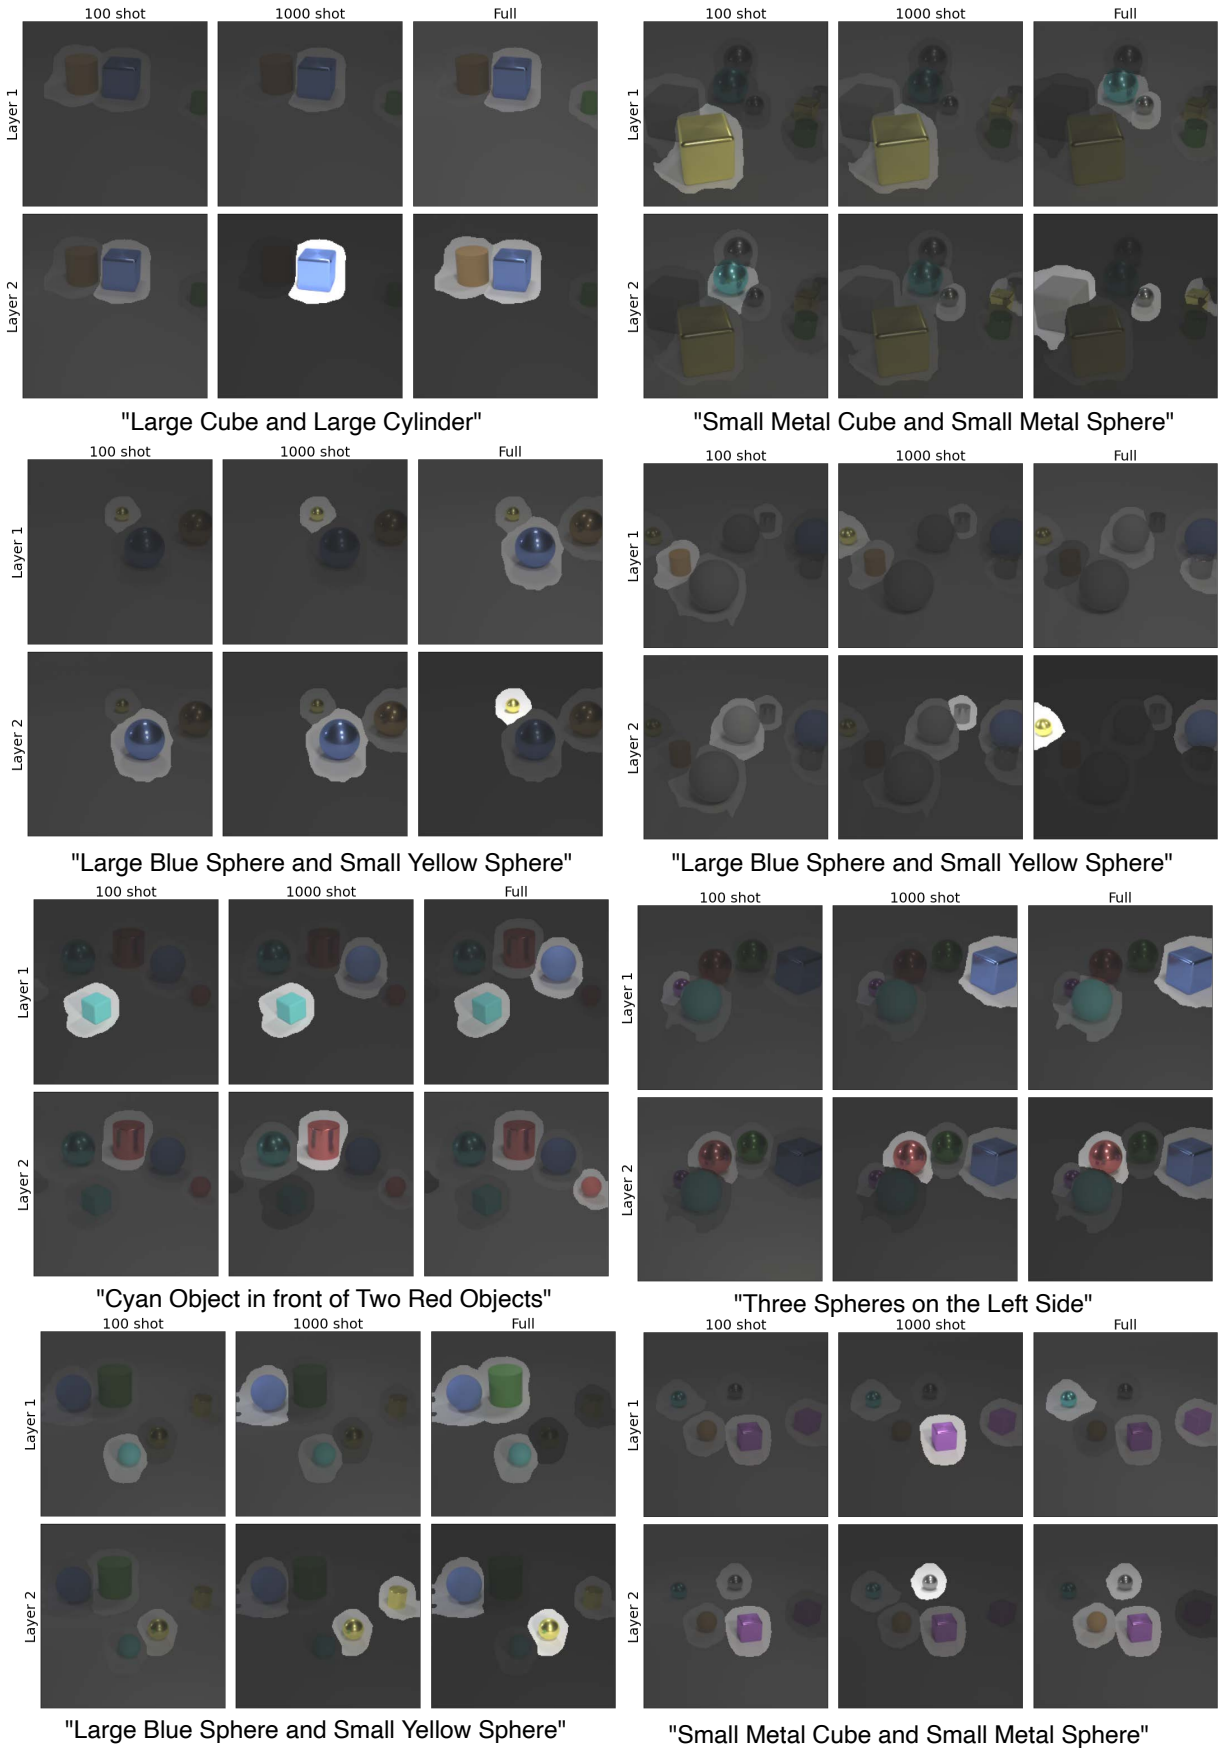 100 shot 1000 shot Full
Layer 1
Layer 2
"Large Cube and Large Cylinder"
100 shot 1000 shot Full
Layer 1
Layer 2
"Small Metal Cube and Small Metal Sphere"
100 shot 1000 shot Full
Layer 1
Layer 2
"Large Blue Sphere and Small Yellow Sphere"
100 shot 1000 shot Full
Layer 1
Layer 2
"Large Blue Sphere and Small Yellow Sphere"
100 shot 1000 shot Full
Layer 1
Layer 2
"Cyan Object in front of Two Red Objects"
100 shot 1000 shot Full
Layer 1
Layer 2
"Three Spheres on the Left Side"
100 shot 1000 shot Full
Layer 1
Layer 2
"Large Blue Sphere and Small Yellow Sphere"
100 shot 1000 shot Full
Layer 1
Layer 2
"Small Metal Cube and Small Metal Sphere"